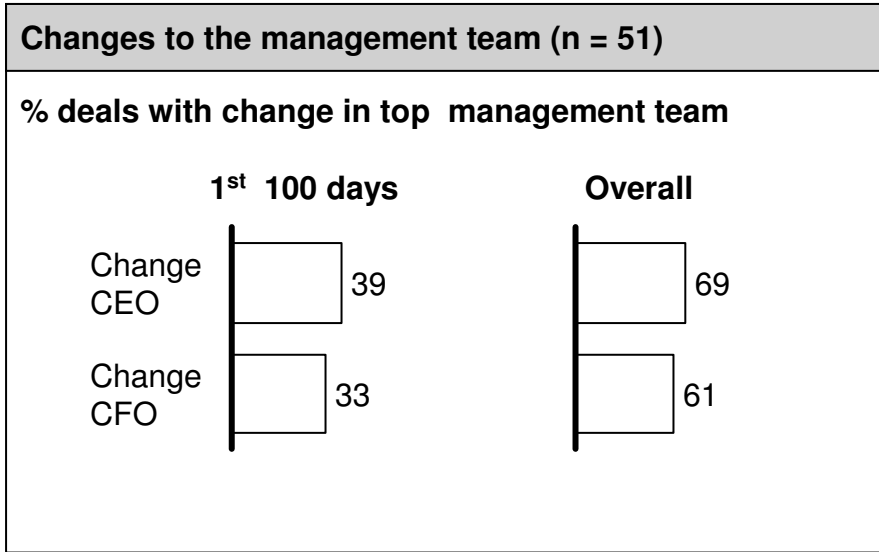 Changes to the management team (n = 51)
% deals with change in top management team
1st 100 days
Overall
Change
CEO
39
69
Change
CFO
33
61